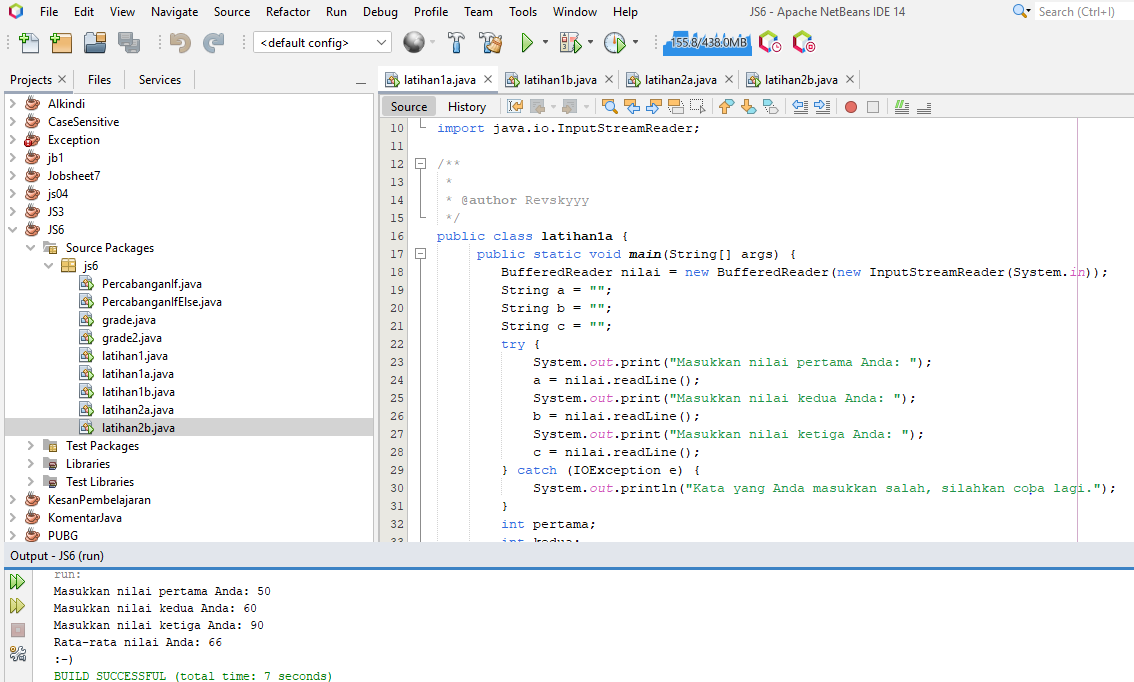 File Edit View Navigate Source Refactor Run Debug Profile Team Tools Window Help JS6 - Apache NetBeans IDE 14 Search (Ctrl+I)
<default config> 155.8/438.0MB
Projects Files Services
latihan1a.java latihan1b.java latihan2a.java latihan2b.java
Source History
Alkindi
CaseSensitive
Exception
jb1
Jobsheet7
js04
JS3
JS6
Source Packages
js6
PercabanganIf.java
PercabanganIfElse.java
grade.java
grade2.java
latihan1.java
latihan1a.java
latihan1b.java
latihan2a.java
latihan2b.java
Test Packages
Libraries
Test Libraries
KesanPembelajaran
KomentarJava
PUBG
10 import java.io.InputStreamReader;
11
12 /**
13 *
14 * @author Revskyyy
15 */
16 public class latihan1a {
17 public static void main(String[] args) {
18 BufferedReader nilai = new BufferedReader(new InputStreamReader(System.in));
19 String a = "";
20 String b = "";
21 String c = "";
22 try {
23 System.out.print("Masukkan nilai pertama Anda: ");
24 a = nilai.readLine();
25 System.out.print("Masukkan nilai kedua Anda: ");
26 b = nilai.readLine();
27 System.out.print("Masukkan nilai ketiga Anda: ");
28 c = nilai.readLine();
29 } catch (IOException e) {
30 System.out.println("Kata yang Anda masukkan salah, silahkan coba lagi.");
31 }
32 int pertama;
33 int kedua;
Output - JS6 (run)
run:
Masukkan nilai pertama Anda: 50
Masukkan nilai kedua Anda: 60
Masukkan nilai ketiga Anda: 90
Rata-rata nilai Anda: 66
:-)
BUILD SUCCESSFUL (total time: 7 seconds)